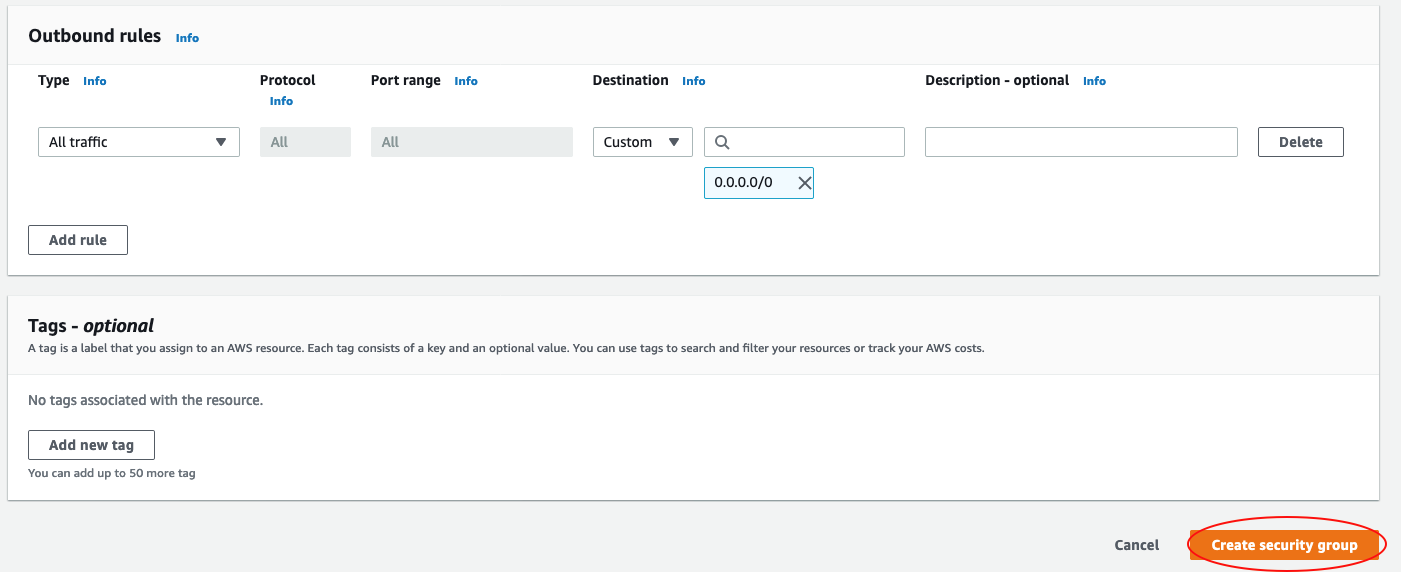 Outbound rules Info
Type Info Protocol Info Port range Info Destination Info Description - optional Info
All traffic All All Custom Delete
0.0.0.0/0
Add rule
Tags - optional
A tag is a label that you assign to an AWS resource. Each tag consists of a key and an optional value. You can use tags to search and filter your resources or track your AWS costs.
No tags associated with the resource.
Add new tag
You can add up to 50 more tag
Cancel Create security group